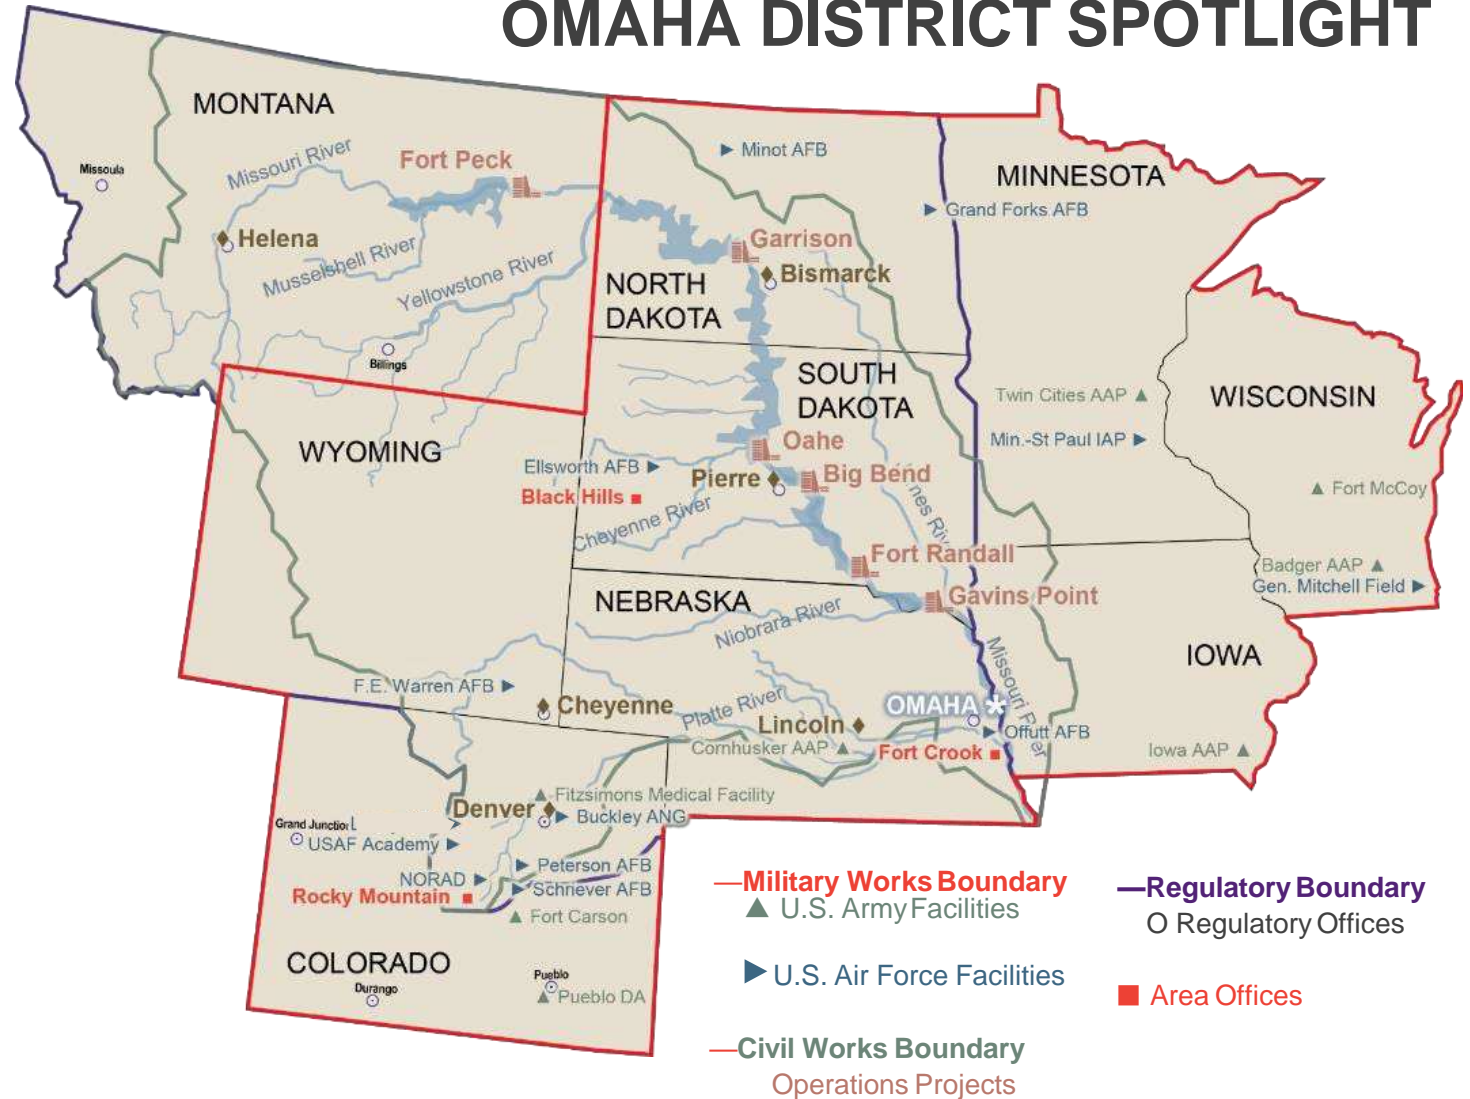 OMAHA DISTRICT SPOTLIGHT
MONTANA
Missoula
Missouri River
Fort Peck
Helena
Musselshell River
Yellowstone River
Billings
Minot AFB
MINNESOTA
Grand Forks AFB
Garrison
Bismarck
NORTH
DAKOTA
SOUTH
DAKOTA
WISCONSIN
Twin Cities AAP
Min.-St Paul IAP
WYOMING
Oahe
Ellsworth AFB
Black Hills
Pierre
Big Bend
Fort McCoy
Cheyenne River
Fort Randall
Badger AAP
Gen. Mitchell Field
NEBRASKA
Gavins Point
Niobrara River
IOWA
Missouri River
F.E. Warren AFB
Cheyenne
Platte River
OMAHA *
Lincoln
Offutt AFB
Cornhusker AAP
Fort Crook
Iowa AAP
Fitzsimons Medical Facility
Denver
Buckley ANG
Grand Junction
USAF Academy
Peterson AFB
NORAD
Schriever AFB
Rocky Mountain
Fort Carson
COLORADO
Durango
Pueblo
Pueblo DA
—Military Works Boundary
▲ U.S. Army Facilities
► U.S. Air Force Facilities
—Civil Works Boundary
Operations Projects
—Regulatory Boundary
O Regulatory Offices
■ Area Offices